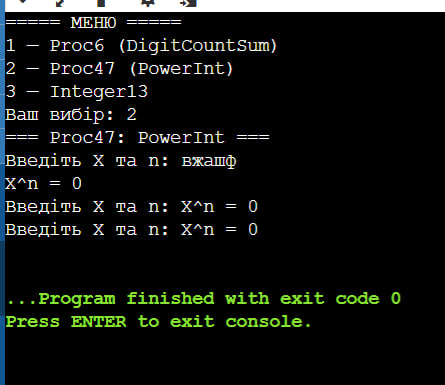 ===== МЕНЮ =====
1 — Proc6 (DigitCountSum)
2 — Proc47 (PowerInt)
3 — Integer13
Ваш вибір: 2
=== Proc47: PowerInt ===
Введіть X та n: вжашф
X^n = 0
Введіть X та n: X^n = 0
Введіть X та n: X^n = 0
...Program finished with exit code 0
Press ENTER to exit console.